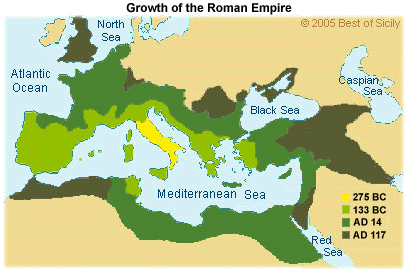 Growth of the Roman Empire
© 2005 Best of Sicily
North
Sea
Atlantic
Ocean
Caspian
Sea
Black Sea
Mediterranean Sea
Red
Sea
275 BC
133 BC
AD 14
AD 117